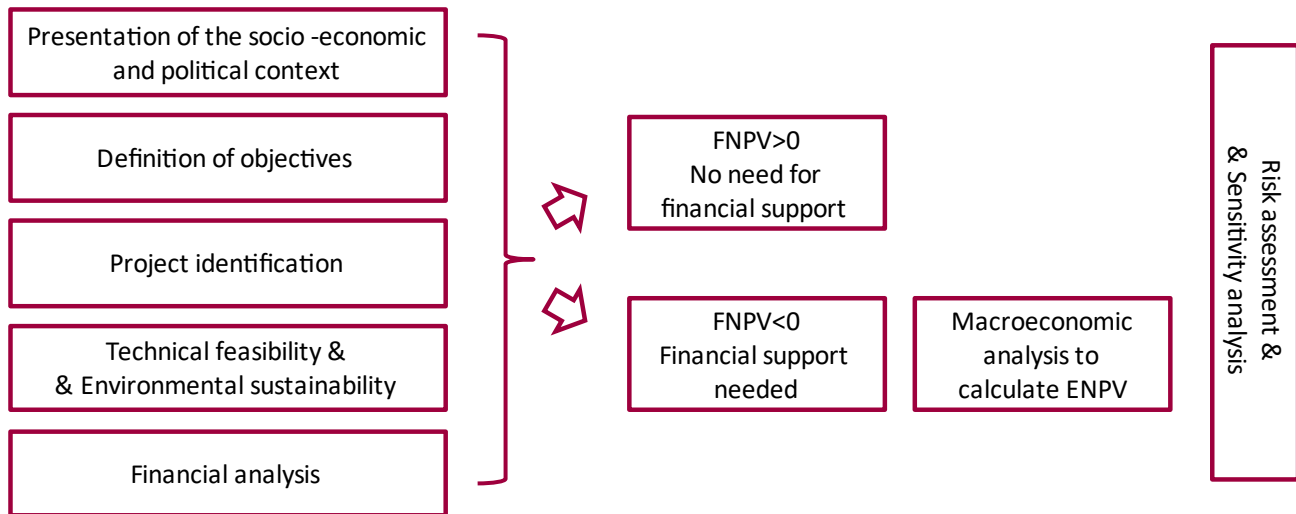 Presentation of the socio -economic
and political context
Definition of objectives
Project identification
Technical feasibility &
& Environmental sustainability
Financial analysis
FNPV>0
No need for
financial support
FNPV<0
Financial support
needed
Macroeconomic
analysis to
calculate ENPV
Risk assessment &
& Sensitivity analysis